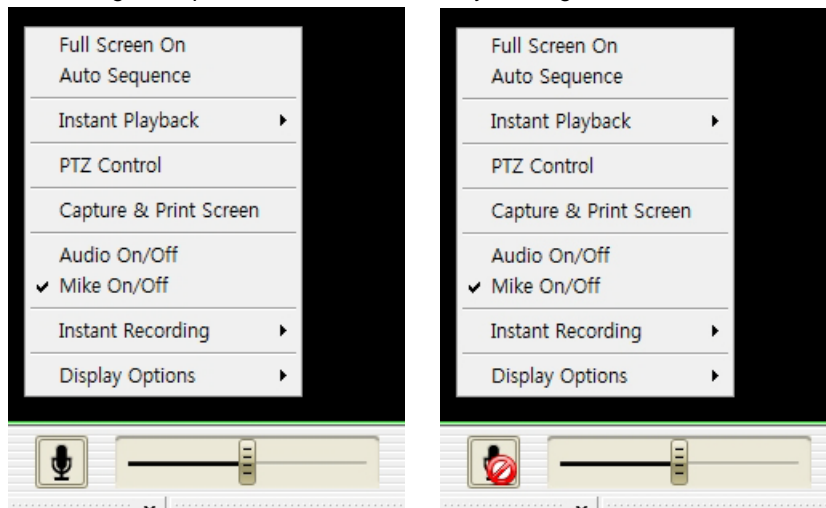 Full Screen On
Auto Sequence
Instant Playback
PTZ Control
Capture & Print Screen
Audio On/Off
Mike On/Off
Instant Recording
Display Options
Full Screen On
Auto Sequence
Instant Playback
PTZ Control
Capture & Print Screen
Audio On/Off
Mike On/Off
Instant Recording
Display Options